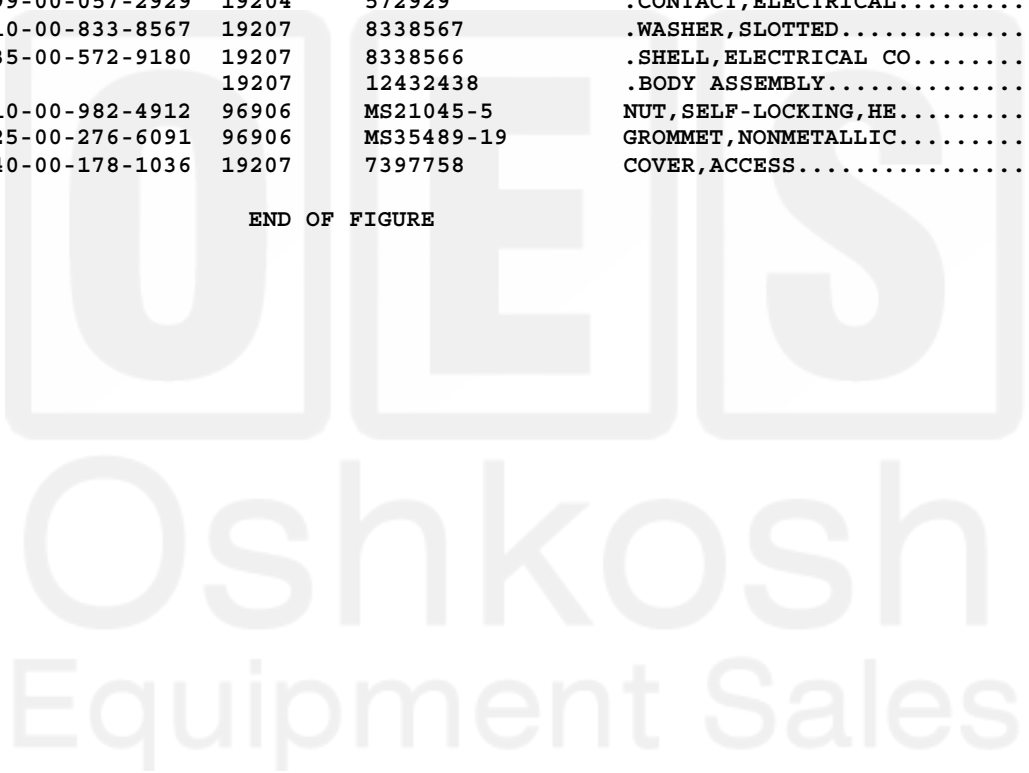 99-00-057-2929 19204 572929 .CONTACT,ELECTRICAL.........
10-00-833-8567 19207 8338567 .WASHER,SLOTTED.............
35-00-572-9180 19207 8338566 .SHELL,ELECTRICAL CO........
19207 12432438 .BODY ASSEMBLY..............
10-00-982-4912 96906 MS21045-5 NUT,SELF-LOCKING,HE.........
25-00-276-6091 96906 MS35489-19 GROMMET,NONMETALLIC.........
40-00-178-1036 19207 7397758 COVER,ACCESS................
END OF FIGURE
OES
Oshkosh
Equipment Sales